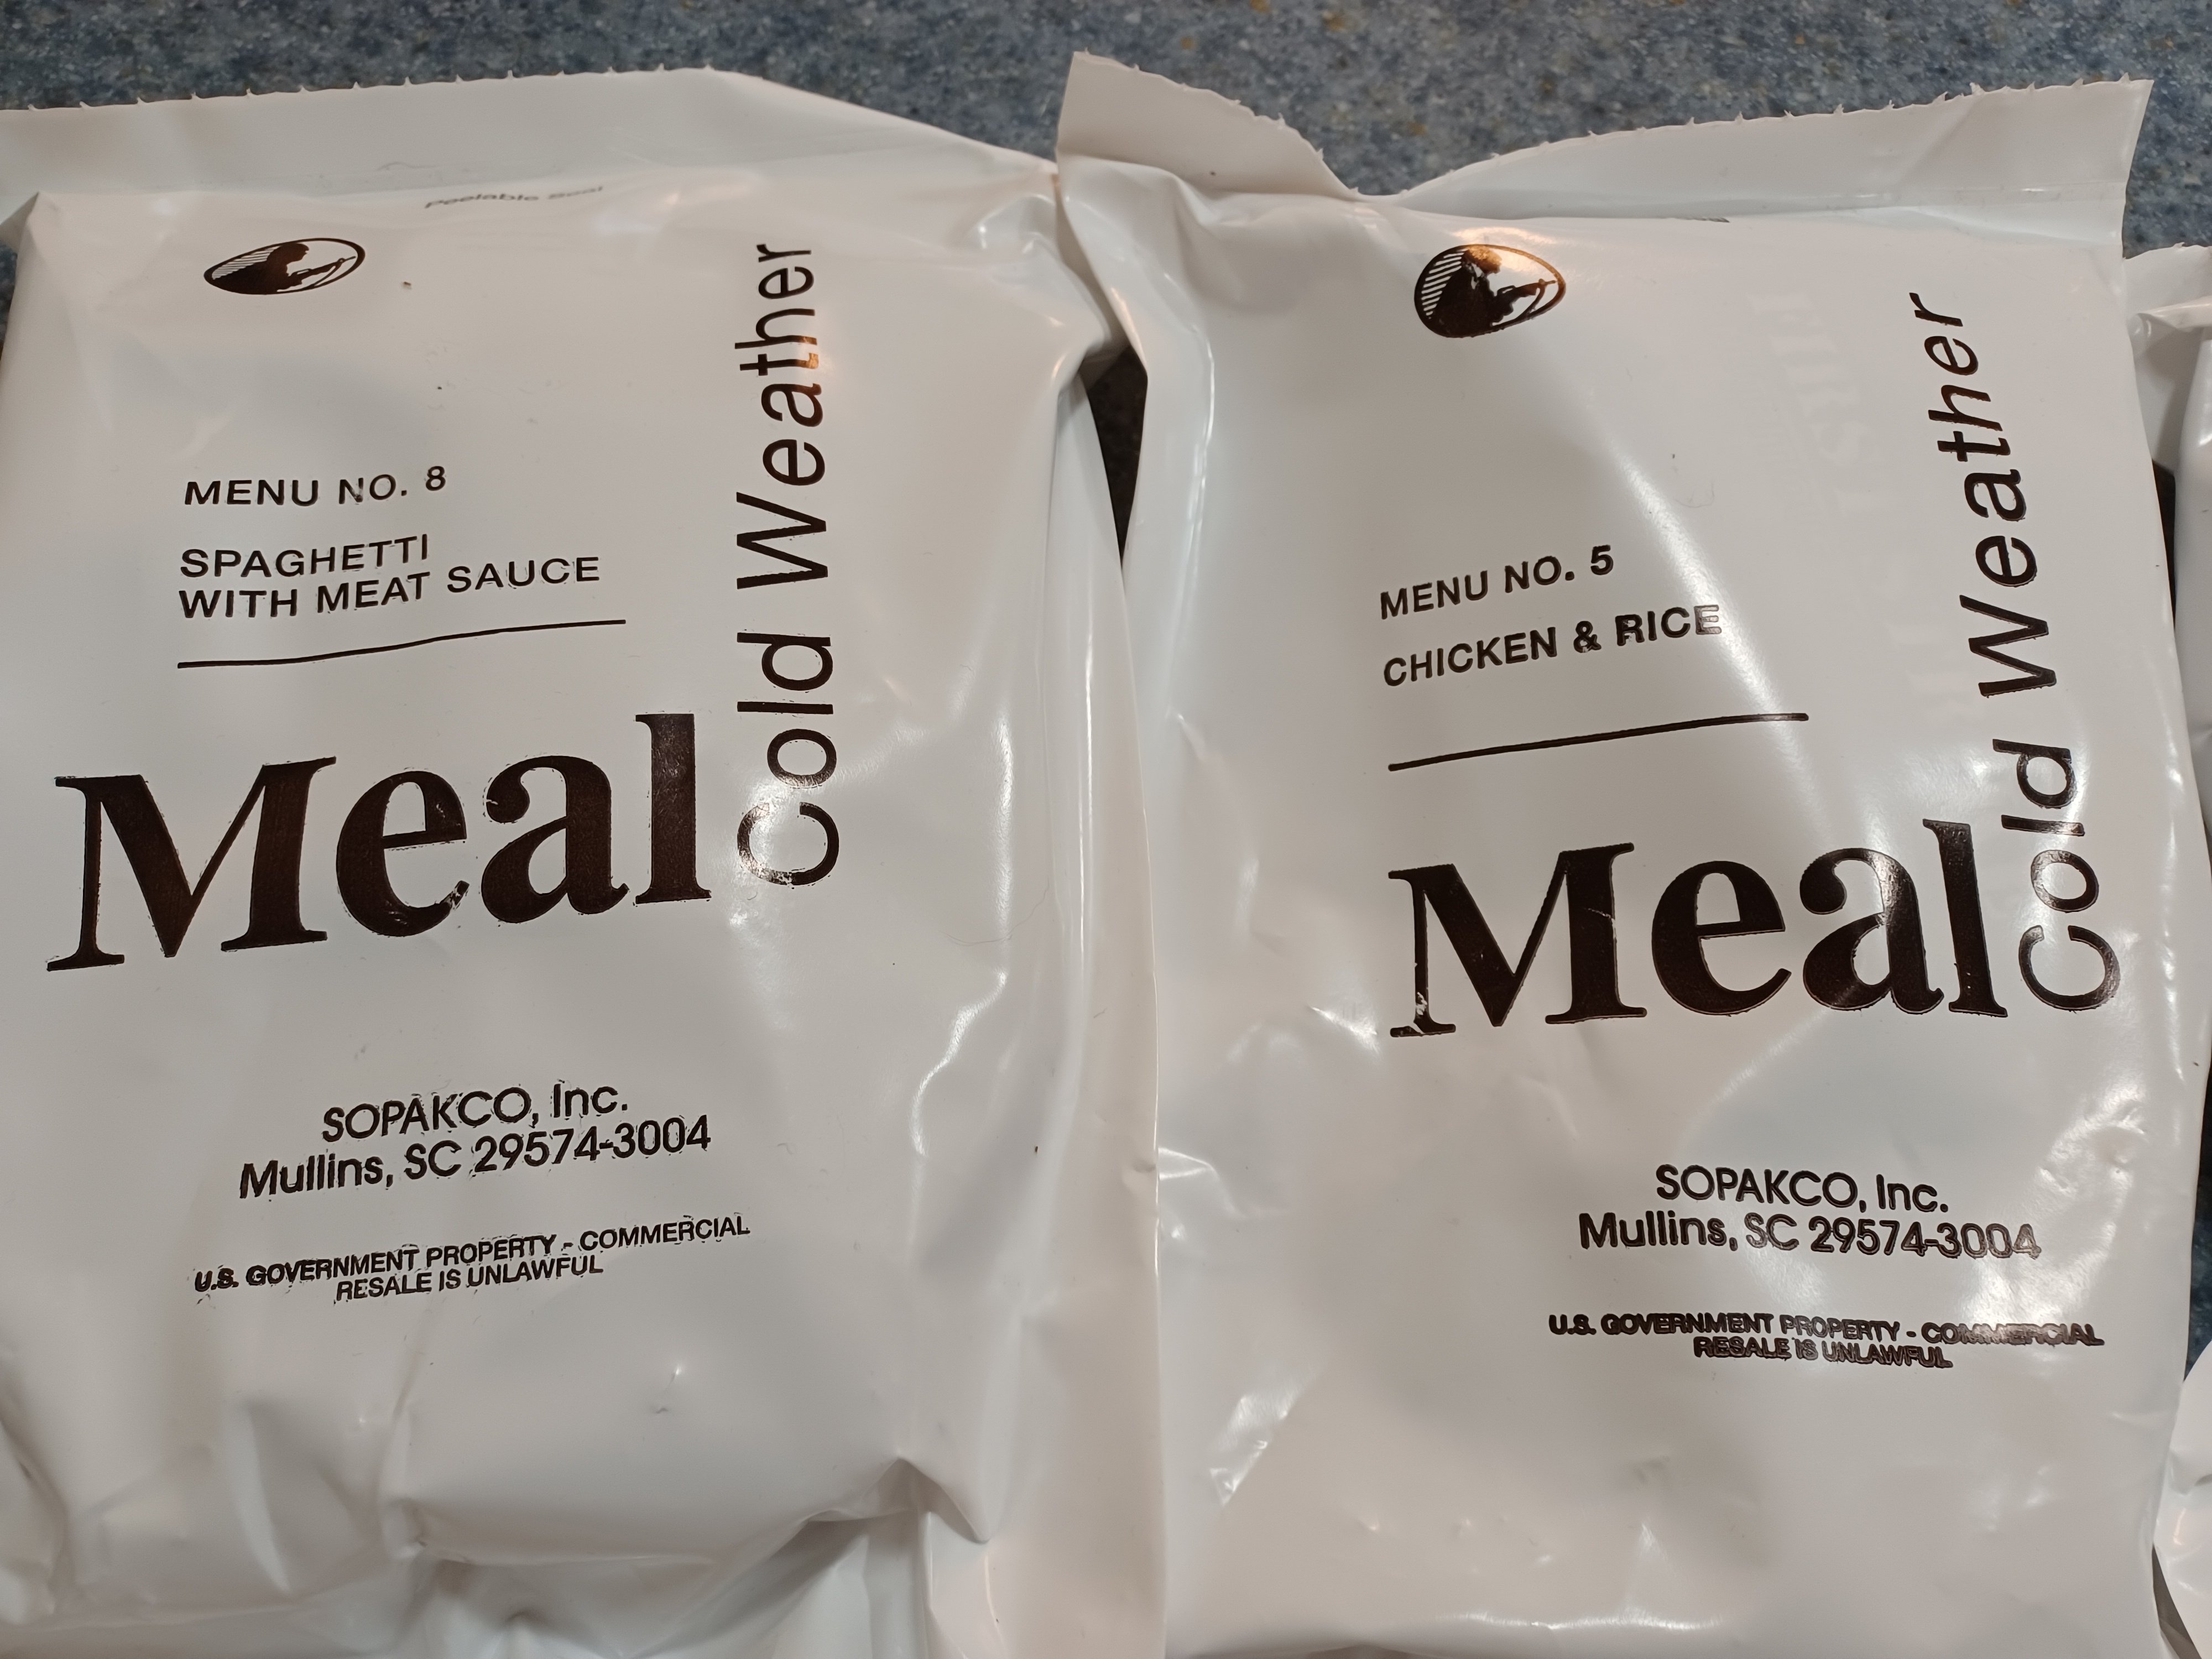 Peelable Seal
MENU NO. 8
SPAGHETTI
WITH MEAT SAUCE
Meal
Cold Weather
SOPAKCO, Inc.
Mullins, SC 29574-3004
U.S. GOVERNMENT PROPERTY - COMMERCIAL
RESALE IS UNLAWFUL
MENU NO. 5
CHICKEN & RICE
Meal
Cold Weather
SOPAKCO, Inc.
Mullins, SC 29574-3004
U.S. GOVERNMENT PROPERTY - COMMERCIAL
RESALE IS UNLAWFUL